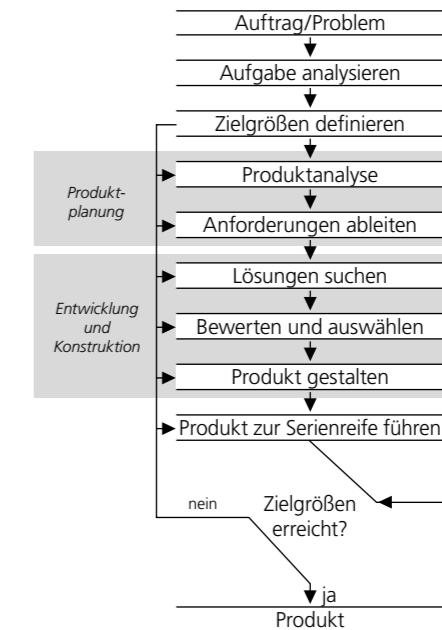 Auftrag/Problem
Aufgabe analysieren
Zielgrößen definieren
Produkt-
planung
Produktanalyse
Anforderungen ableiten
Entwicklung
und
Konstruktion
Lösungen suchen
Bewerten und auswählen
Produkt gestalten
Produkt zur Serienreife führen
nein
Zielgrößen
erreicht?
ja
Produkt